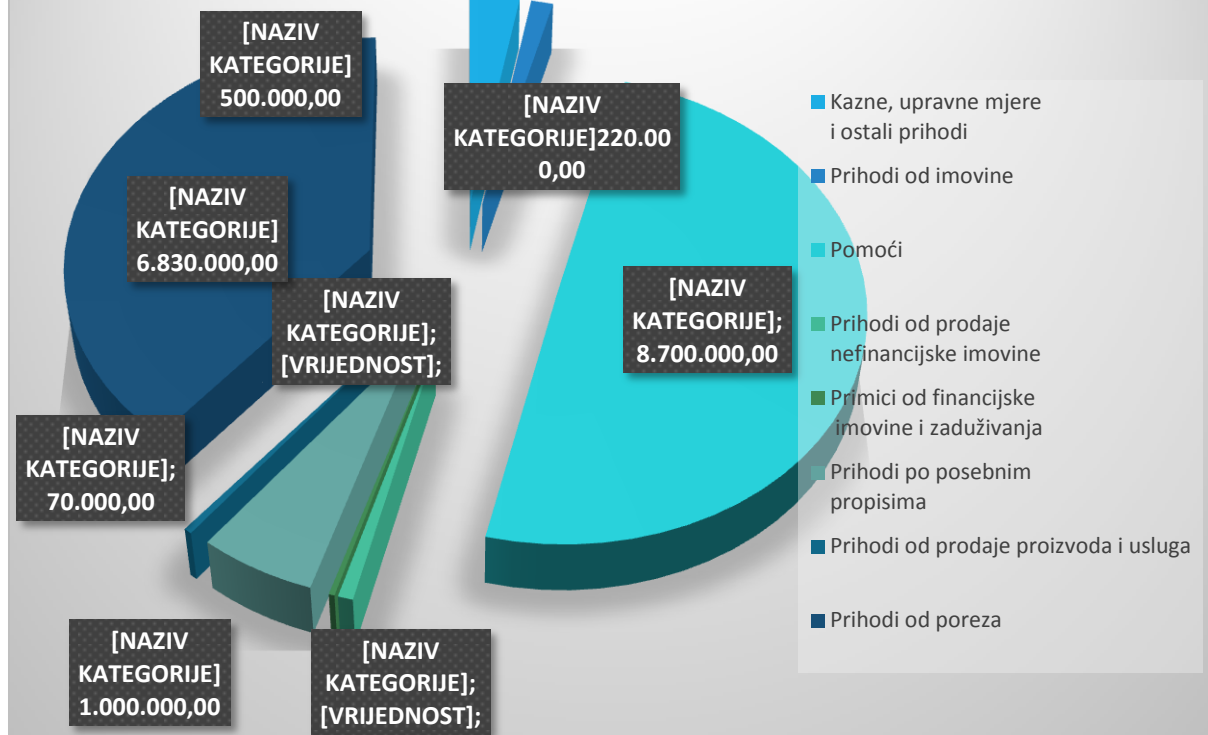 [NAZIV
KATEGORIJE]
500.000,00
[NAZIV
KATEGORIJE]220.00
0,00
[NAZIV
KATEGORIJE]
6.830.000,00
[NAZIV
KATEGORIJE];
[VRIJEDNOST];
[NAZIV
KATEGORIJE];
8.700.000,00
[NAZIV
KATEGORIJE];
70.000,00
[NAZIV
KATEGORIJE]
1.000.000,00
[NAZIV
KATEGORIJE];
[VRIJEDNOST];
Kazne, upravne mjere
i ostali prihodi
Prihodi od imovine
Pomoći
Prihodi od prodaje
nefinancijske imovine
Primici od financijske
imovine i zaduživanja
Prihodi po posebnim
propisima
Prihodi od prodaje proizvoda i usluga
Prihodi od poreza